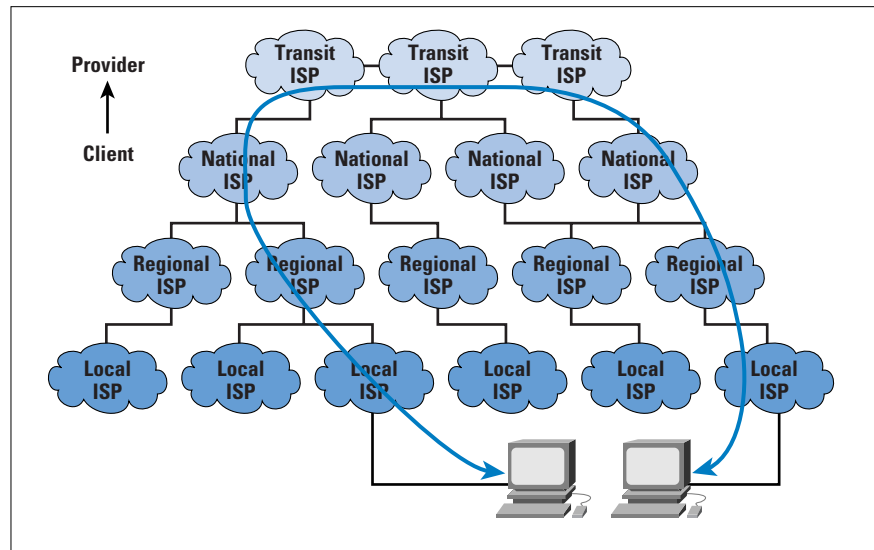 Provider
Client
Transit
ISP
Transit
ISP
Transit
ISP
National
ISP
National
ISP
National
ISP
National
ISP
Regional
ISP
Regional
ISP
Regional
ISP
Regional
ISP
Regional
ISP
Local
ISP
Local
ISP
Local
ISP
Local
ISP
Local
ISP
Local
ISP